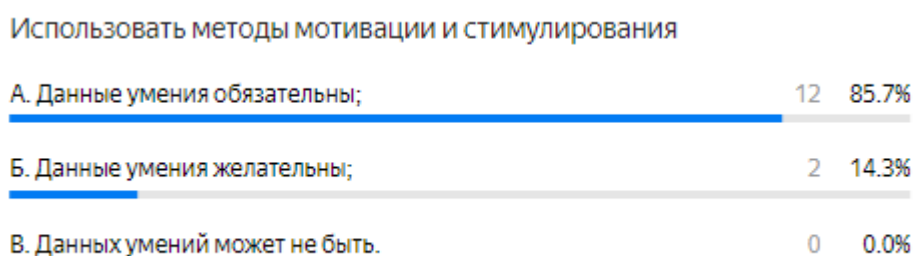 Использовать методы мотивации и стимулирования
А. Данные умения обязательны; 12 85.7%
Б. Данные умения желательны; 2 14.3%
В. Данных умений может не быть. 0 0.0%